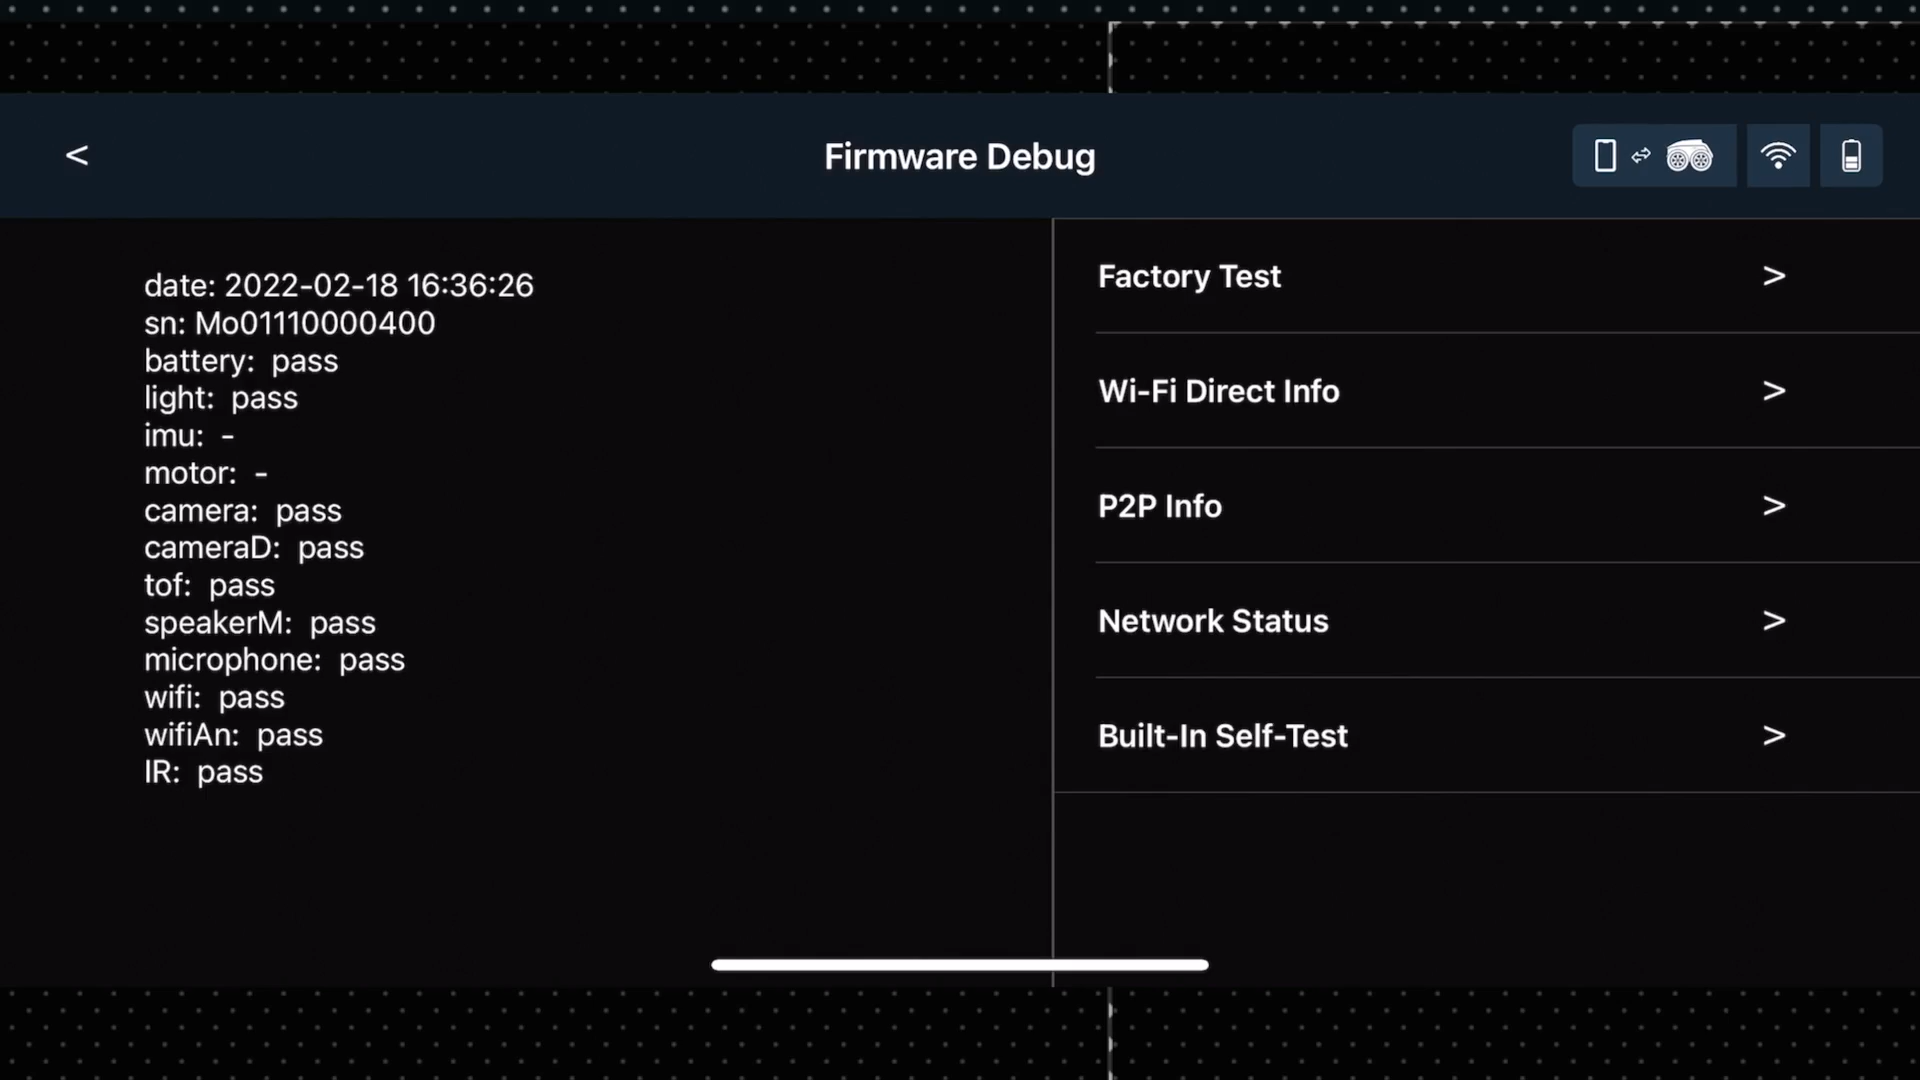 <
Firmware Debug
date: 2022-02-18 16:36:26
sn: Mo01110000400
battery: pass
light: pass
imu: -
motor: -
camera: pass
cameraD: pass
tof: pass
speakerM: pass
microphone: pass
wifi: pass
wifiAn: pass
IR: pass
Factory Test >
Wi-Fi Direct Info >
P2P Info >
Network Status >
Built-In Self-Test >